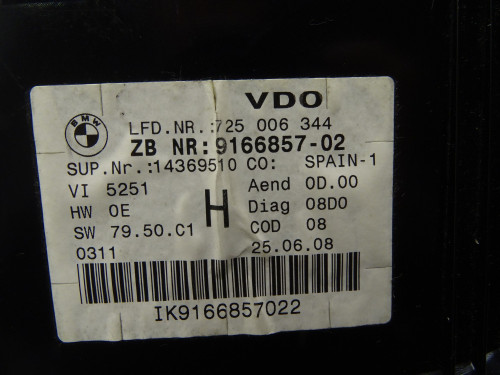 VDO
BMW
LFD.NR.:725 006 344
ZB NR:9166857-02
SUP.Nr.:14369510 CO: SPAIN-1
VI 5251 Aend 0D.00
HW 0E H Diag 08D0
SW 79.50.C1 COD 08
0311 25.06.08
IK9166857022